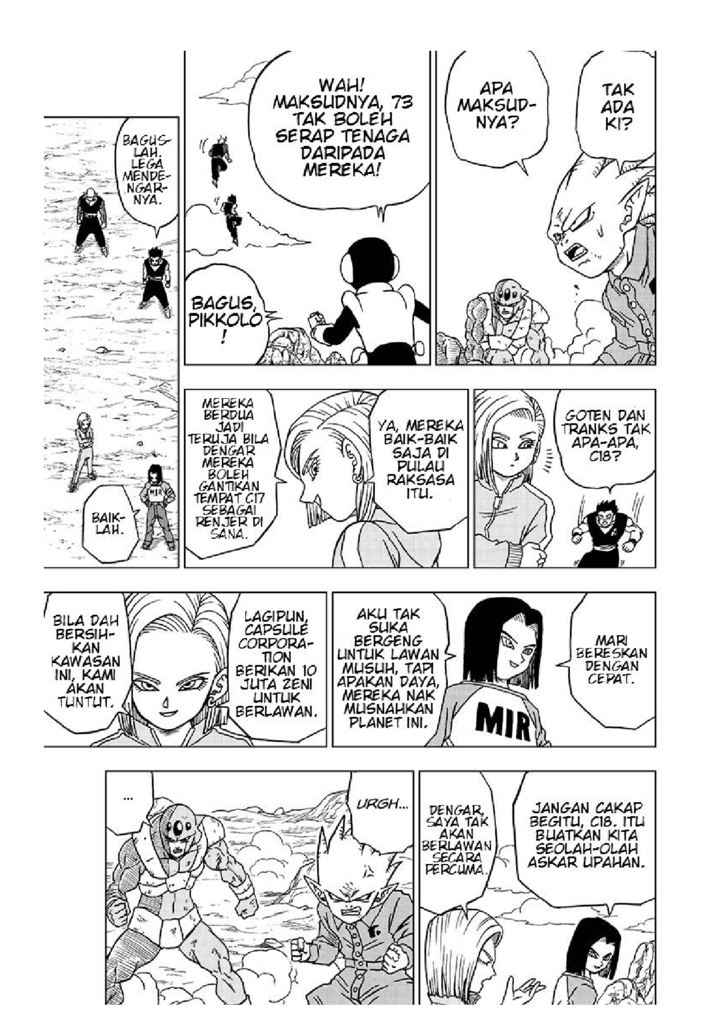 TAK
ADA
KI?
APA
MAKSUD-
NYA?
WAH!
MAKSUDNYA, 73
TAK BOLEH
SERAP TENAGA
DARIPADA
MEREKA!
BAGUS,
PIKKOLO
!
BAGUS-
LAH.
LEGA
MENDE-
NGAR-
NYA.
MIR
BAIK-
LAH.
GOTEN DAN
TRANKS TAK
APA-APA,
C18?
YA, MEREKA
BAIK-BAIK
SAJA DI
PULAU
RAKSASA
ITU.
MEREKA
BERDUA
JADI
TERUJA BILA
DENGAR
MEREKA
BOLEH
GANTIKAN
TEMPAT C17
SEBAGAI
RENJER DI
SANA.
MARI
BERESKAN
DENGAN
CEPAT.
MIR
AKU TAK
SUKA
BERGENG
UNTUK LAWAN
MUSUH, TAPI
APAKAN DAYA,
MEREKA NAK
MUSNAHKAN
PLANET INI.
LAGIPUN,
CAPSULE
CORPORA-
TION
BERIKAN 10
JUTA ZENI
UNTUK
BERLAWAN.
BILA DAH
BERSIH-
KAN
KAWASAN
INI, KAMI
AKAN
TUNTUT.
JANGAN CAKAP
BEGITU, C18. ITU
BUATKAN KITA
SEOLAH-OLAH
ASKAR UPAHAN.
DENGAR,
SAYA TAK
AKAN
BERLAWAN
SECARA
PERCUMA.
URGH...
...